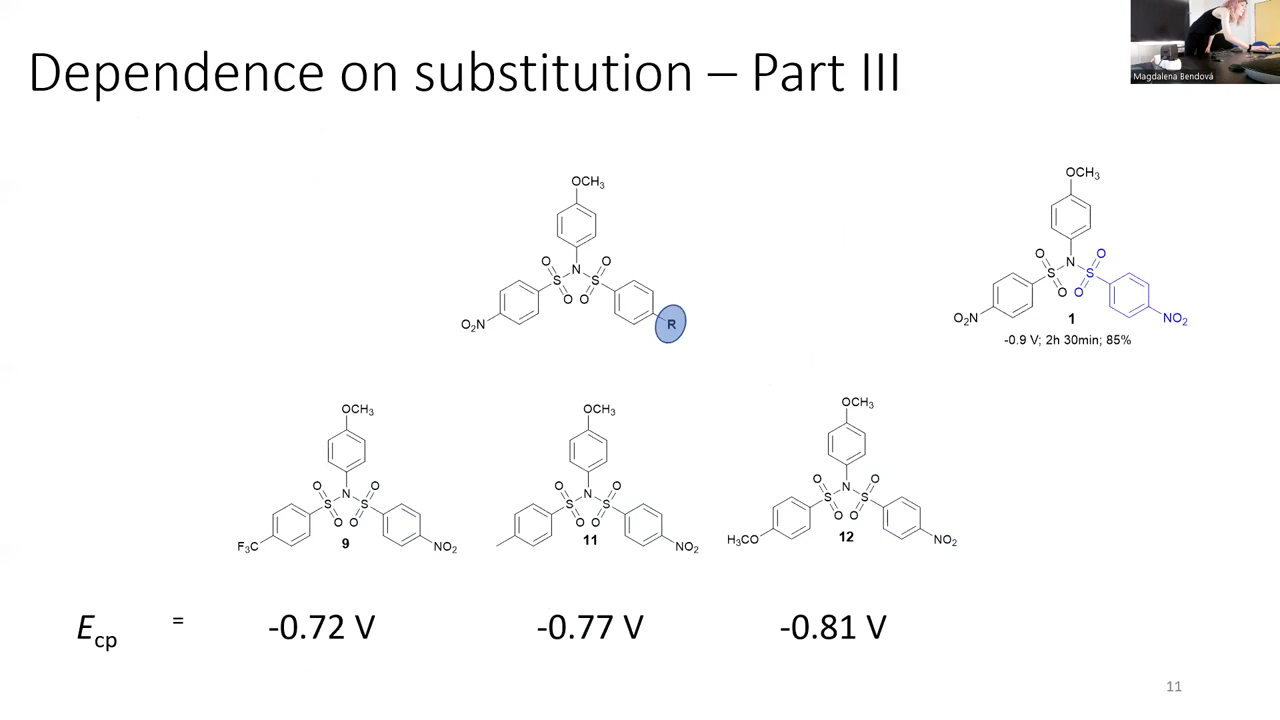 Dependence on substitution – Part III
Magdalena Bendová
OCH₃
N
O
O
S
S
O
O
O₂N
R
OCH₃
N
O
O
S
S
O
O
O₂N
NO₂
1
-0.9 V; 2h 30min; 85%
OCH₃
N
O
O
S
S
O
O
F₃C
NO₂
9
OCH₃
N
O
O
S
S
O
O
NO₂
11
OCH₃
N
O
O
S
S
O
O
H₃CO
NO₂
12
Ecp = -0.72 V -0.77 V -0.81 V
11